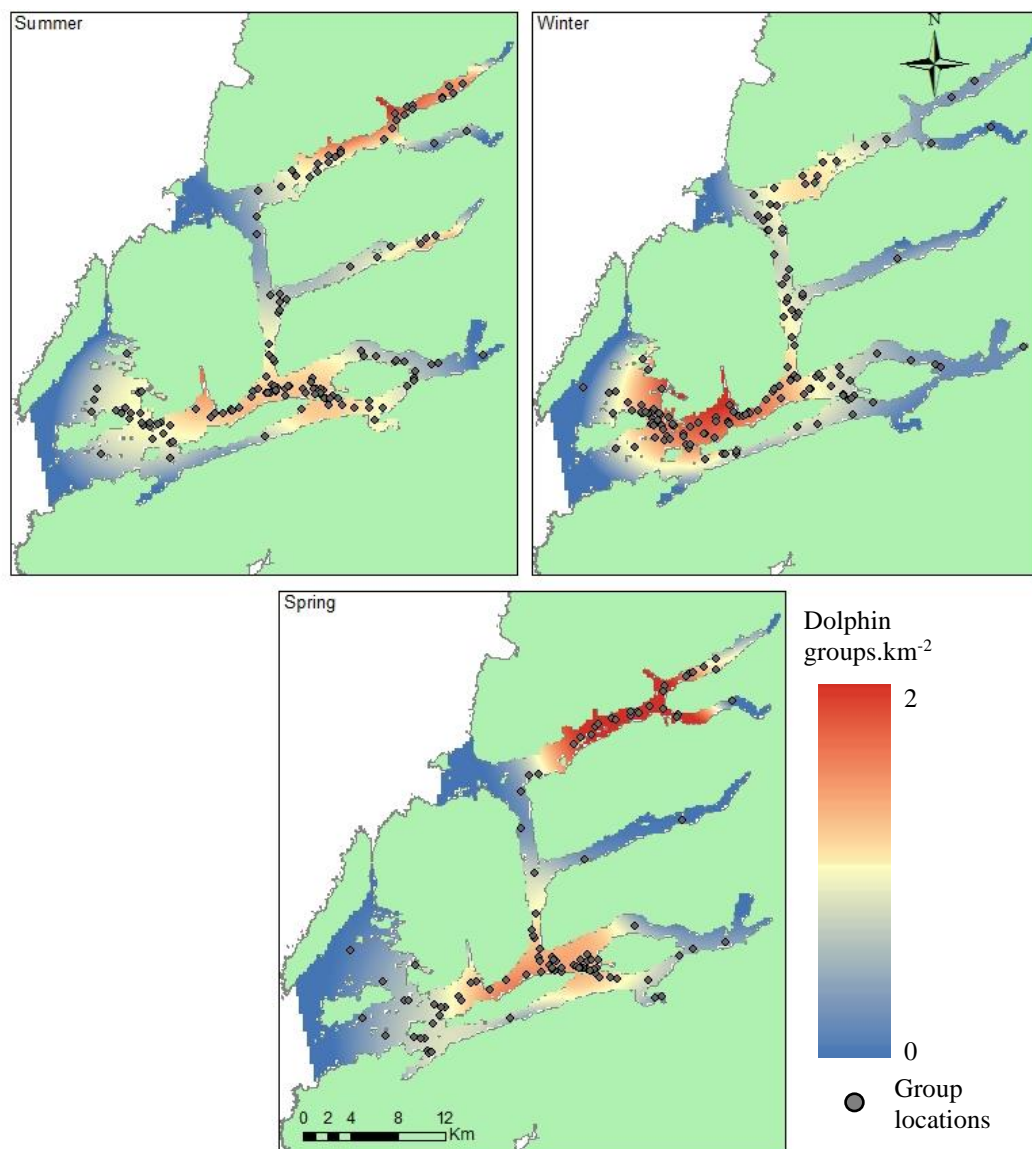 Summer
Winter
N
Spring
Dolphin
groups.km-2
2
0
Group
locations
0 2 4 8 12
Km